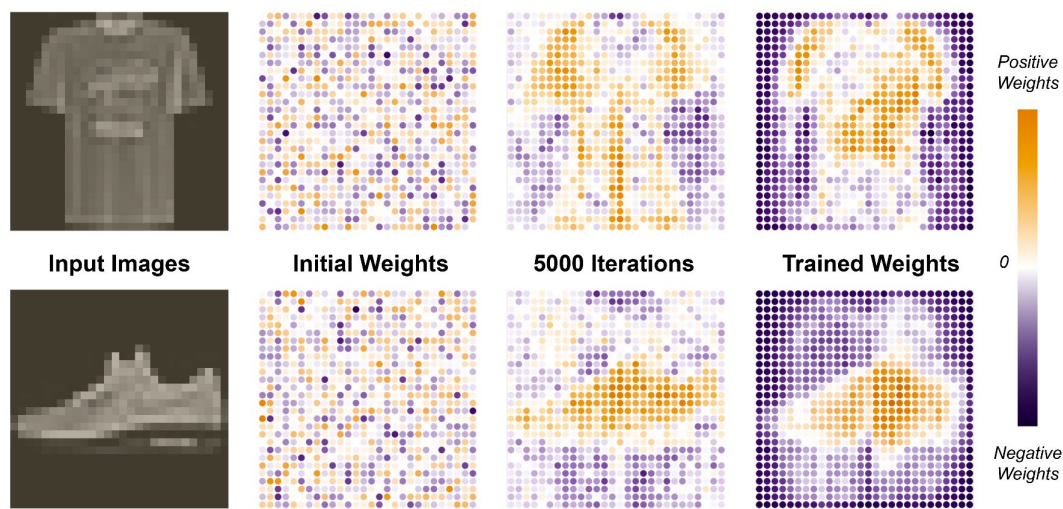 Positive
Weights
Input Images
Initial Weights
5000 Iterations
Trained Weights
0
Negative
Weights